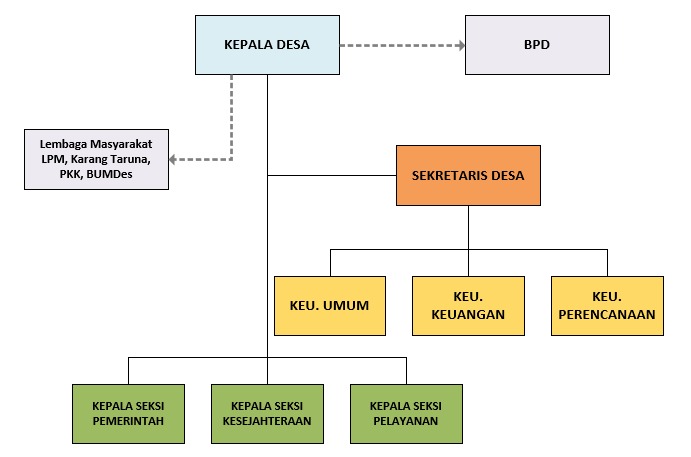 KEPALA DESA
BPD
Lembaga Masyarakat
LPM, Karang Taruna,
PKK, BUMDes
SEKRETARIS DESA
KEU. UMUM
KEU.
KEUANGAN
KEU.
PERENCANAAN
KEPALA SEKSI
PEMERINTAH
KEPALA SEKSI
KESEJAHTERAAN
KEPALA SEKSI
PELAYANAN